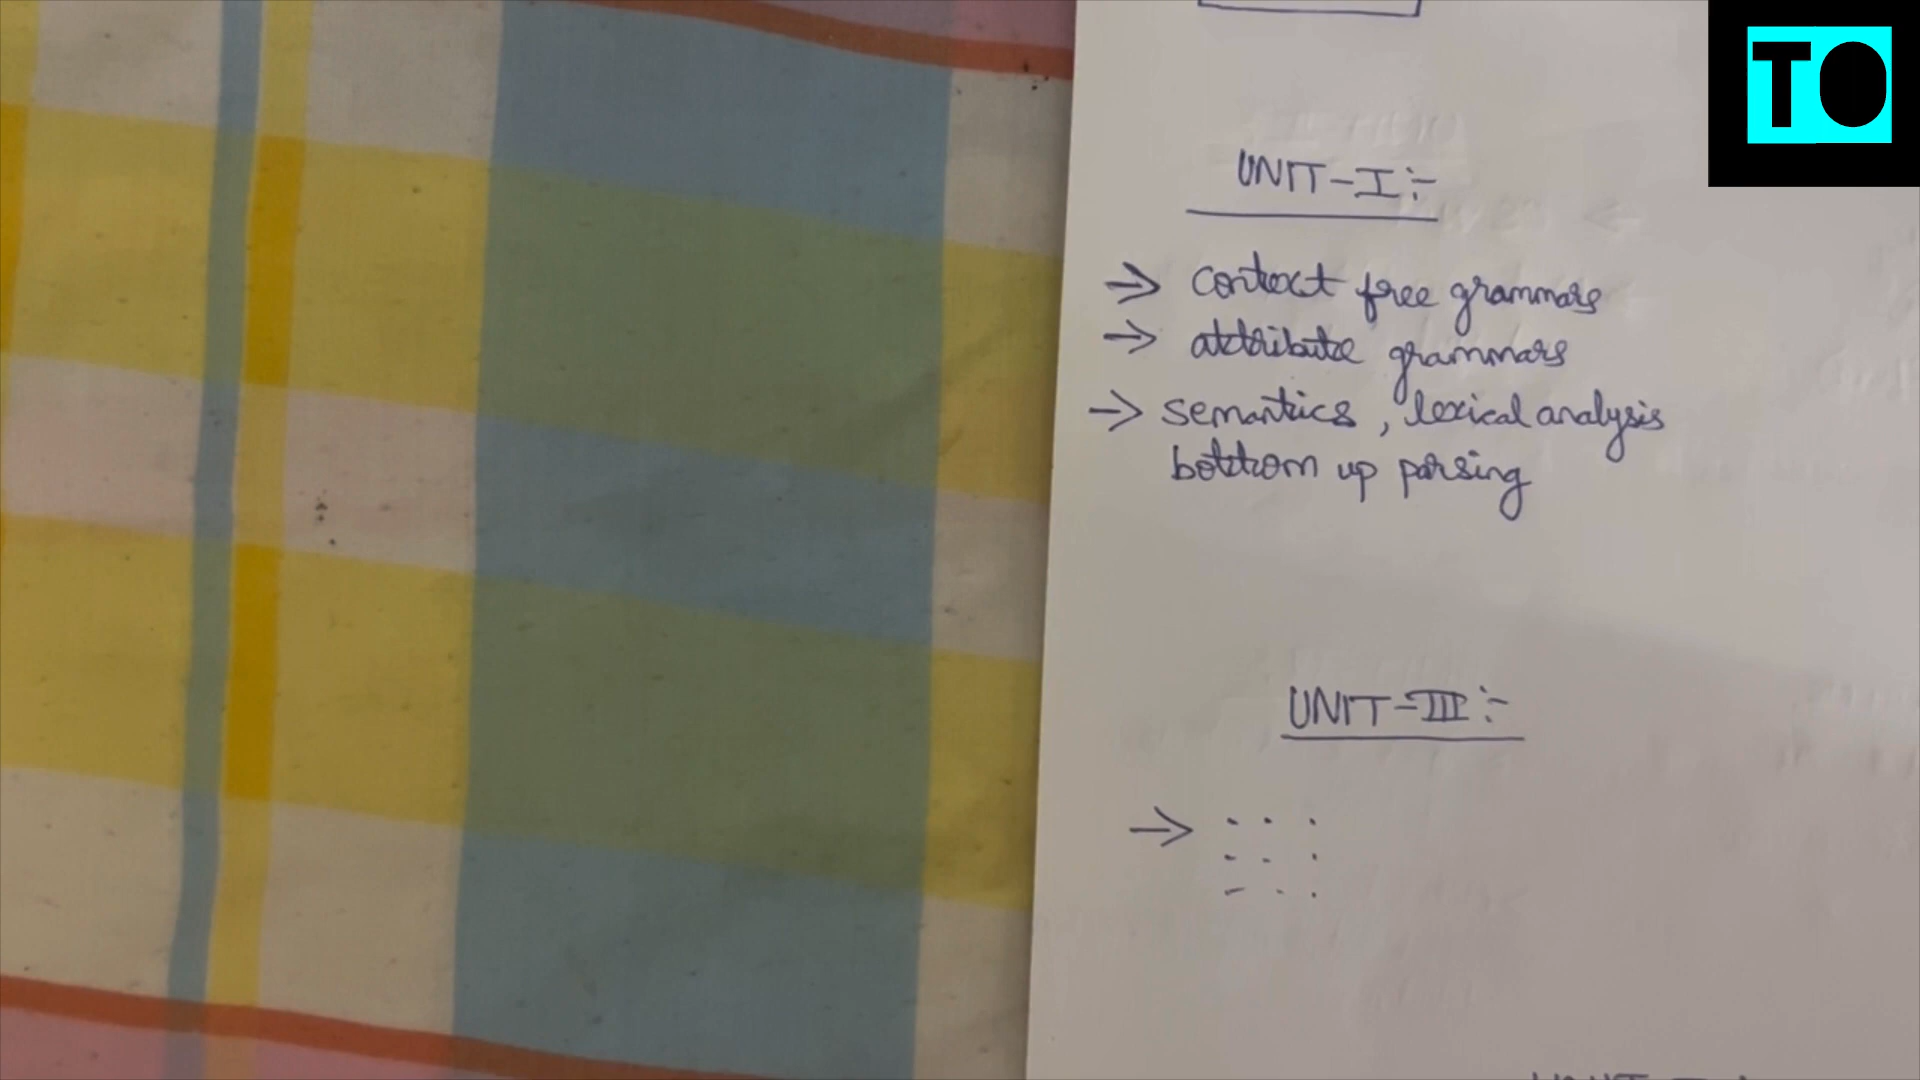 TO
UNIT-I :-
→ context free grammars
→ attribute grammars
→ semantics, lexical analysis
bottom up parsing
UNIT-III :-
→ . . .